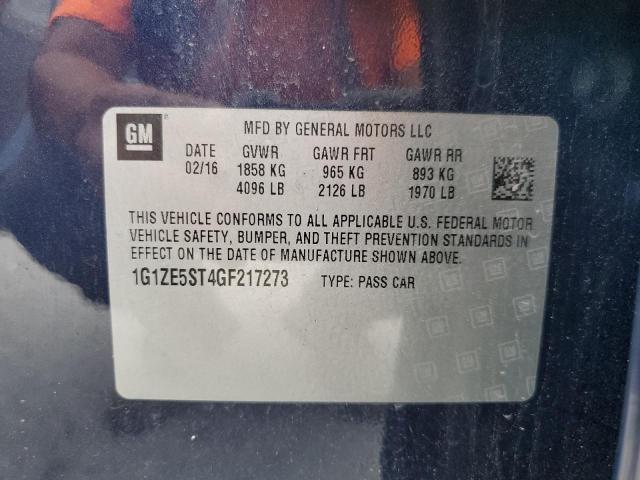 GM
MFD BY GENERAL MOTORS LLC
DATE GVWR GAWR FRT GAWR RR
02/16 1858 KG 965 KG 893 KG
4096 LB 2126 LB 1970 LB
THIS VEHICLE CONFORMS TO ALL APPLICABLE U.S. FEDERAL MOTOR
VEHICLE SAFETY, BUMPER, AND THEFT PREVENTION STANDARDS IN
EFFECT ON THE DATE OF MANUFACTURE SHOWN ABOVE.
1G1ZE5ST4GF217273 TYPE: PASS CAR